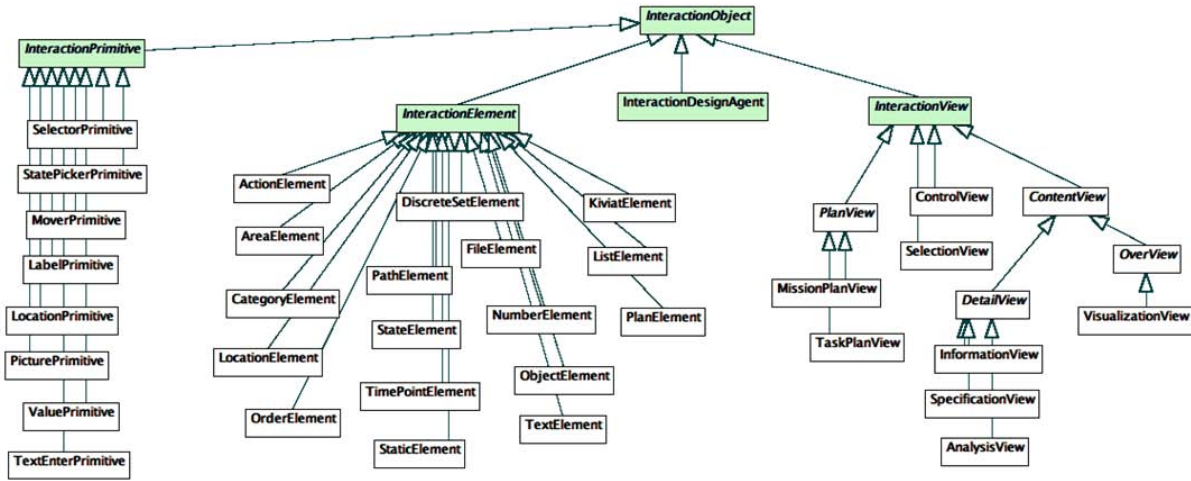 InteractionObject
InteractionPrimitive
InteractionDesignAgent
InteractionElement
InteractionView
SelectorPrimitive
StatePickerPrimitive
MoverPrimitive
LabelPrimitive
LocationPrimitive
PicturePrimitive
ValuePrimitive
TextEnterPrimitive
ActionElement
AreaElement
CategoryElement
LocationElement
OrderElement
DiscreteSetElement
PathElement
StateElement
TimePointElement
StaticElement
FileElement
NumberElement
ObjectElement
TextElement
KiviatElement
ListElement
PlanElement
PlanView
MissionPlanView
TaskPlanView
ControlView
SelectionView
ContentView
DetailView
InformationView
SpecificationView
AnalysisView
OverView
VisualizationView